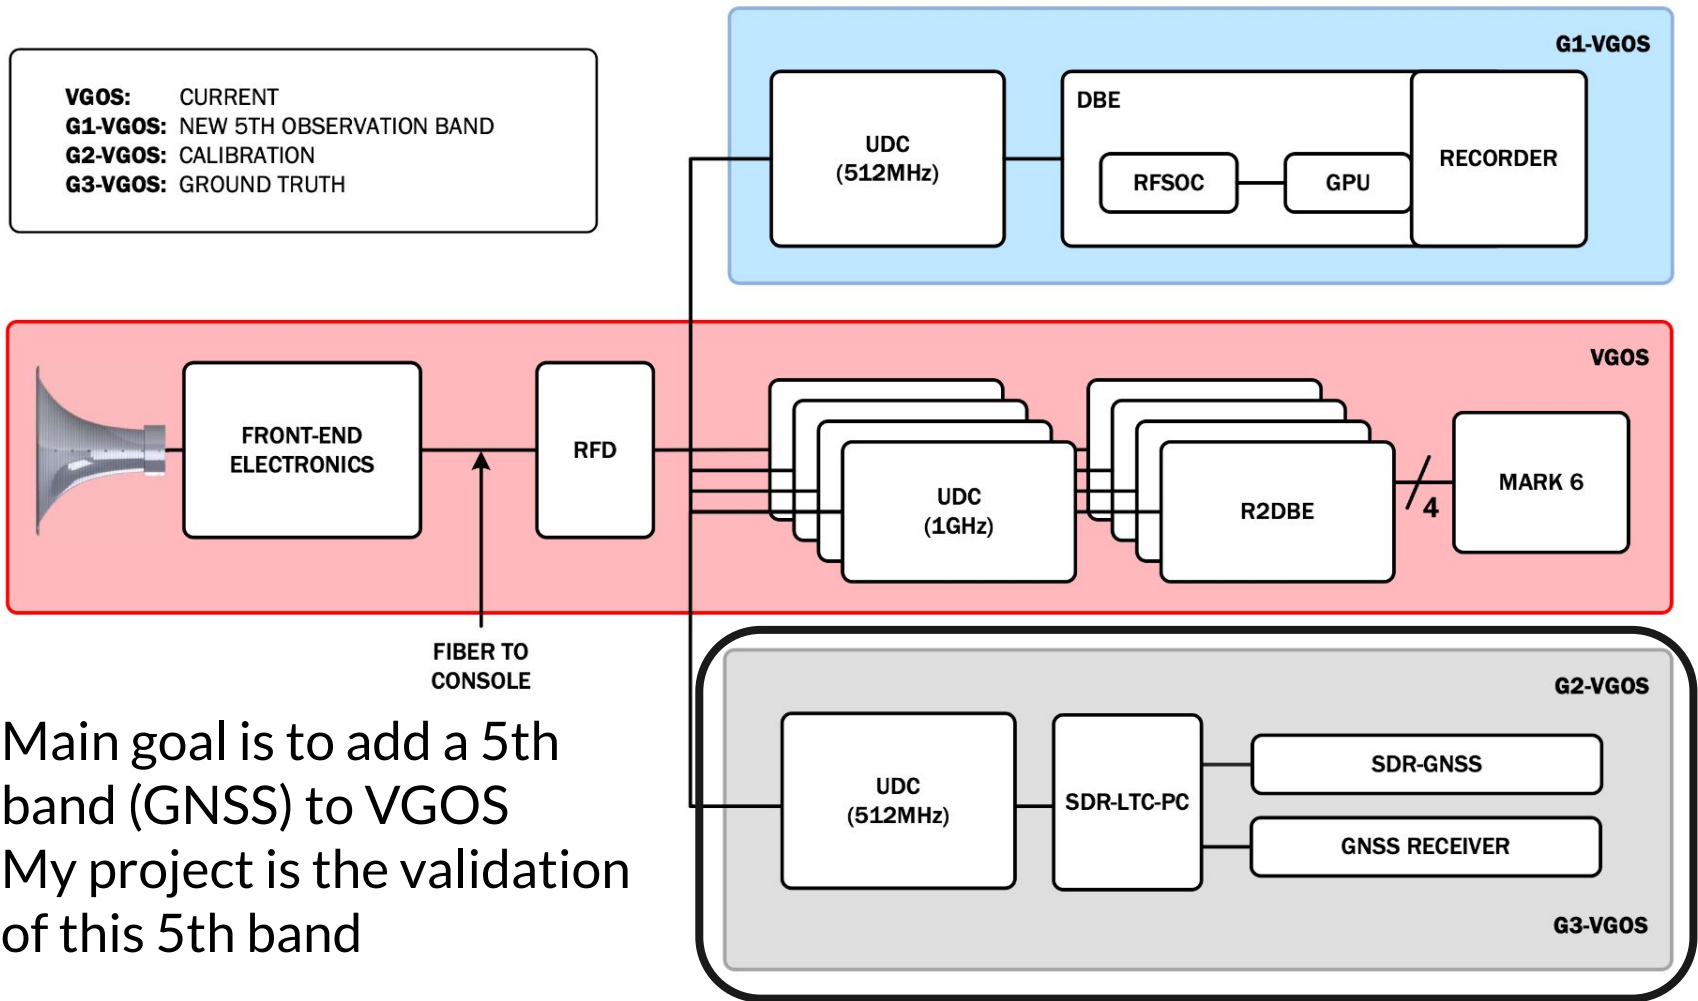 VGOS: CURRENT
G1-VGOS: NEW 5TH OBSERVATION BAND
G2-VGOS: CALIBRATION
G3-VGOS: GROUND TRUTH
G1-VGOS
UDC
(512MHz)
DBE
RFSOC
GPU
RECORDER
VGOS
FRONT-END
ELECTRONICS
RFD
UDC
(1GHz)
R2DBE
4
MARK 6
FIBER TO
CONSOLE
G2-VGOS
UDC
(512MHz)
SDR-LTC-PC
SDR-GNSS
GNSS RECEIVER
G3-VGOS
Main goal is to add a 5th
band (GNSS) to VGOS
My project is the validation
of this 5th band